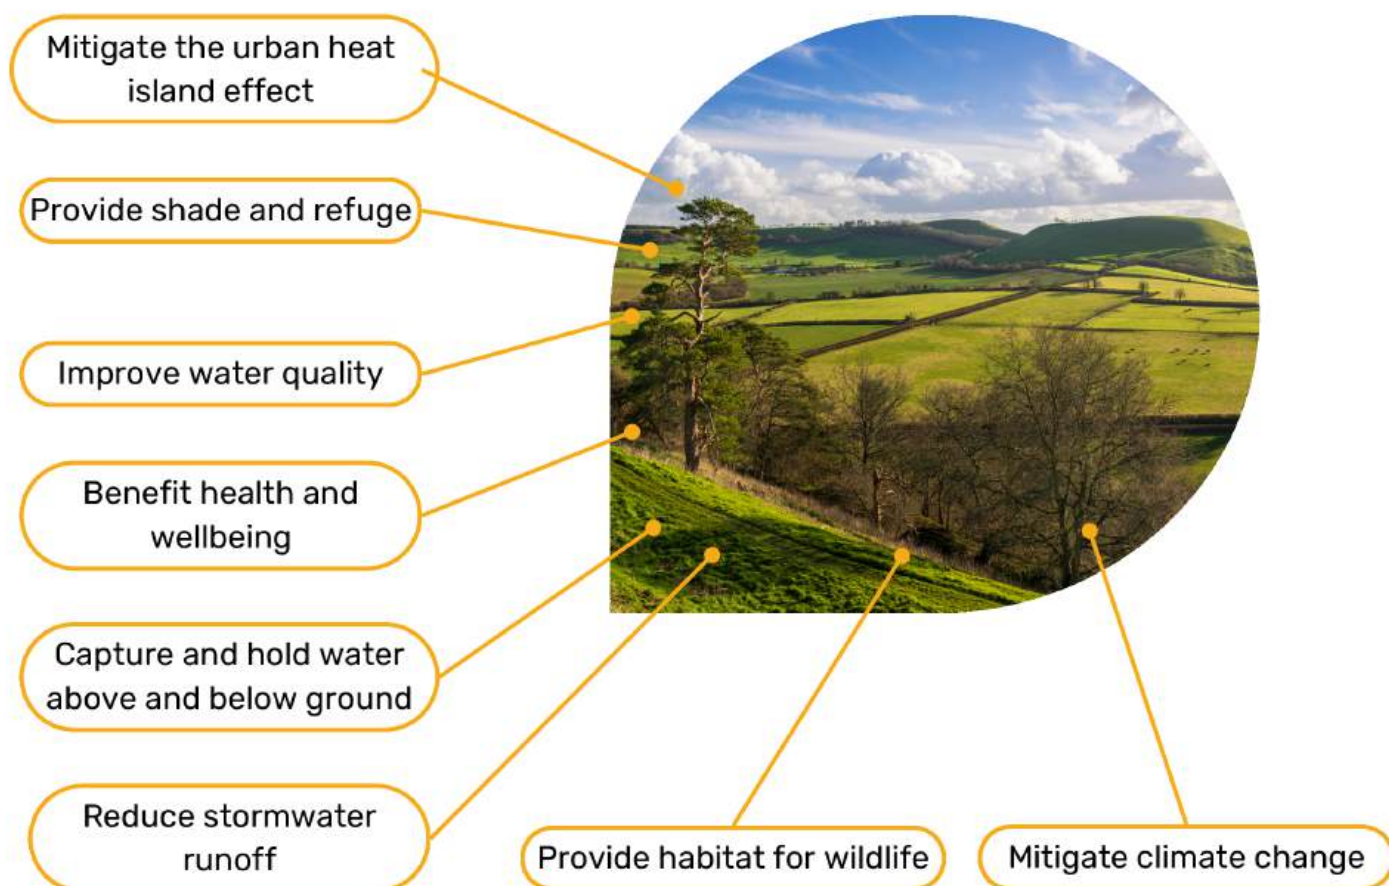 Mitigate the urban heat
island effect
Provide shade and refuge
Improve water quality
Benefit health and
wellbeing
Capture and hold water
above and below ground
Reduce stormwater
runoff
Provide habitat for wildlife
Mitigate climate change